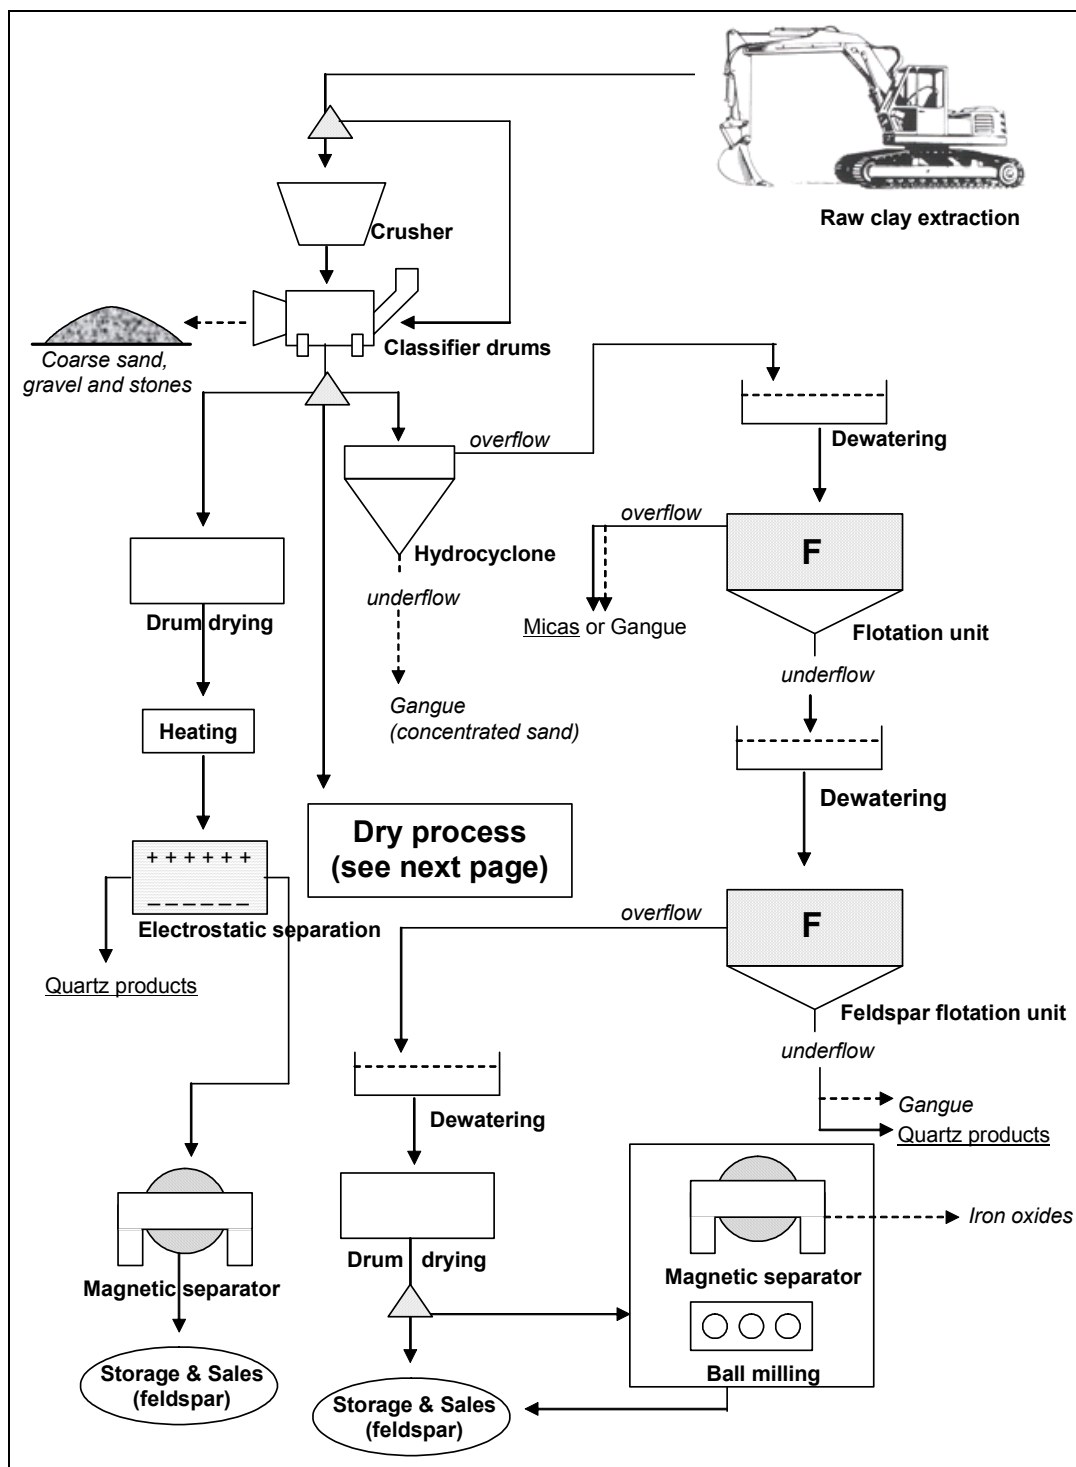 Raw clay extraction
Crusher
Classifier drums
Coarse sand,
gravel and stones
overflow
Dewatering
overflow
F
Hydrocyclone
underflow
Micas or Gangue
Drum drying
Flotation unit
underflow
Gangue
(concentrated sand)
Heating
Dewatering
Dry process
(see next page)
+ + + + + +
_ _ _ _ _ _
Electrostatic separation
overflow
F
Quartz products
Feldspar flotation unit
underflow
Dewatering
Gangue
Quartz products
Iron oxides
Drum drying
Magnetic separator
Magnetic separator
Ball milling
Storage & Sales
(feldspar)
Storage & Sales
(feldspar)